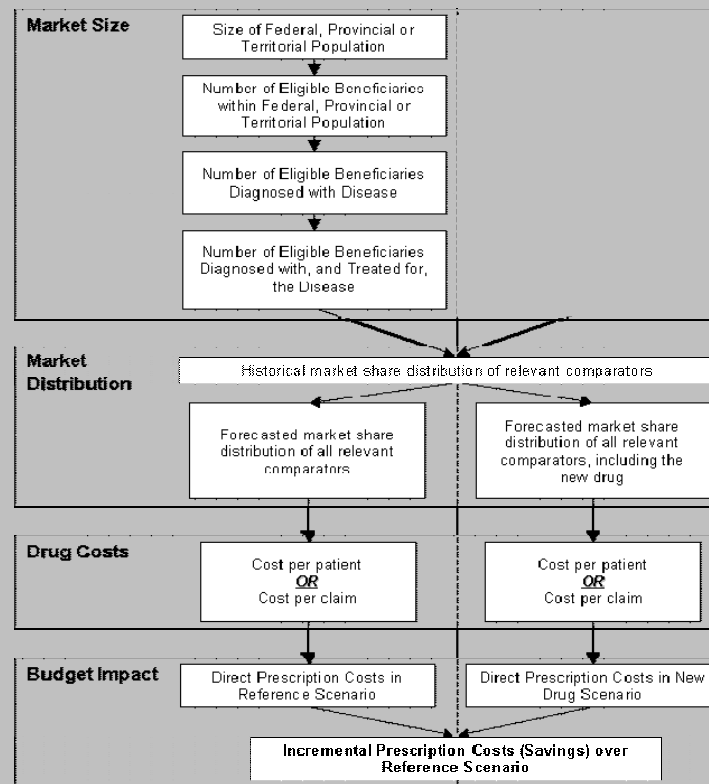 Market Size
Size of Federal, Provincial or
Territorial Population
Number of Eligible Beneficiaries
within Federal, Provincial or
Territorial Population
Number of Eligible Beneficiaries
Diagnosed with Disease
Number of Eligible Beneficiaries
Diagnosed with, and Treated for,
the Disease
Market
Distribution
Historical market share distribution of relevant comparators
Forecasted market share
distribution of all relevant
comparators
Forecasted market share
distribution of all relevant
comparators, including the
new drug
Drug Costs
Cost per patient
OR
Cost per claim
Cost per patient
OR
Cost per claim
Budget Impact
Direct Prescription Costs in
Reference Scenario
Direct Prescription Costs in New
Drug Scenario
Incremental Prescription Costs (Savings) over
Reference Scenario